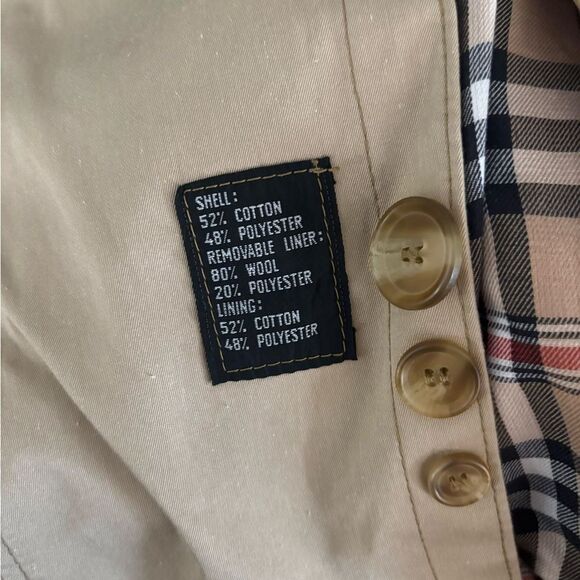 SHELL:
52% COTTON
48% POLYESTER
REMOVABLE LINER:
80% WOOL
20% POLYESTER
LINING:
52% COTTON
48% POLYESTER